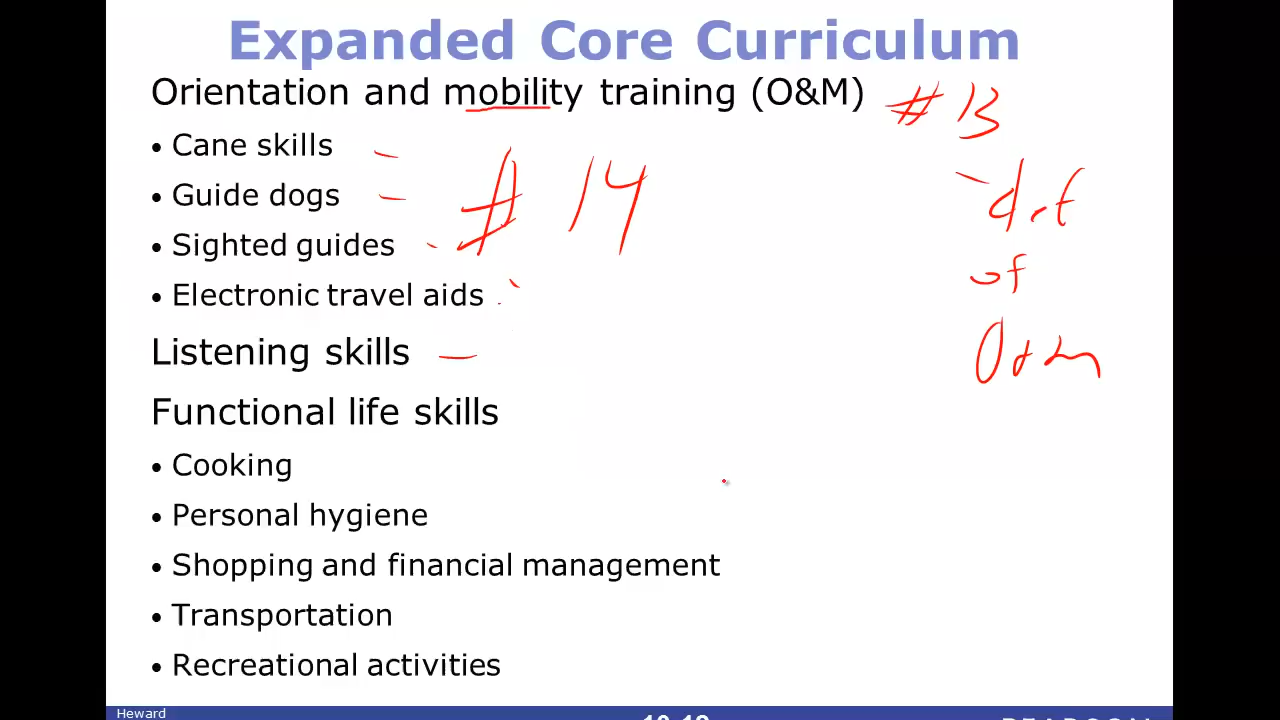 Expanded Core Curriculum
Orientation and mobility training (O&M) # 13
• Cane skills
# 14
- def
• Guide dogs
• Sighted guides
of
• Electronic travel aids
Listening skills
O+M
Functional life skills
• Cooking
• Personal hygiene
• Shopping and financial management
• Transportation
• Recreational activities
Heward